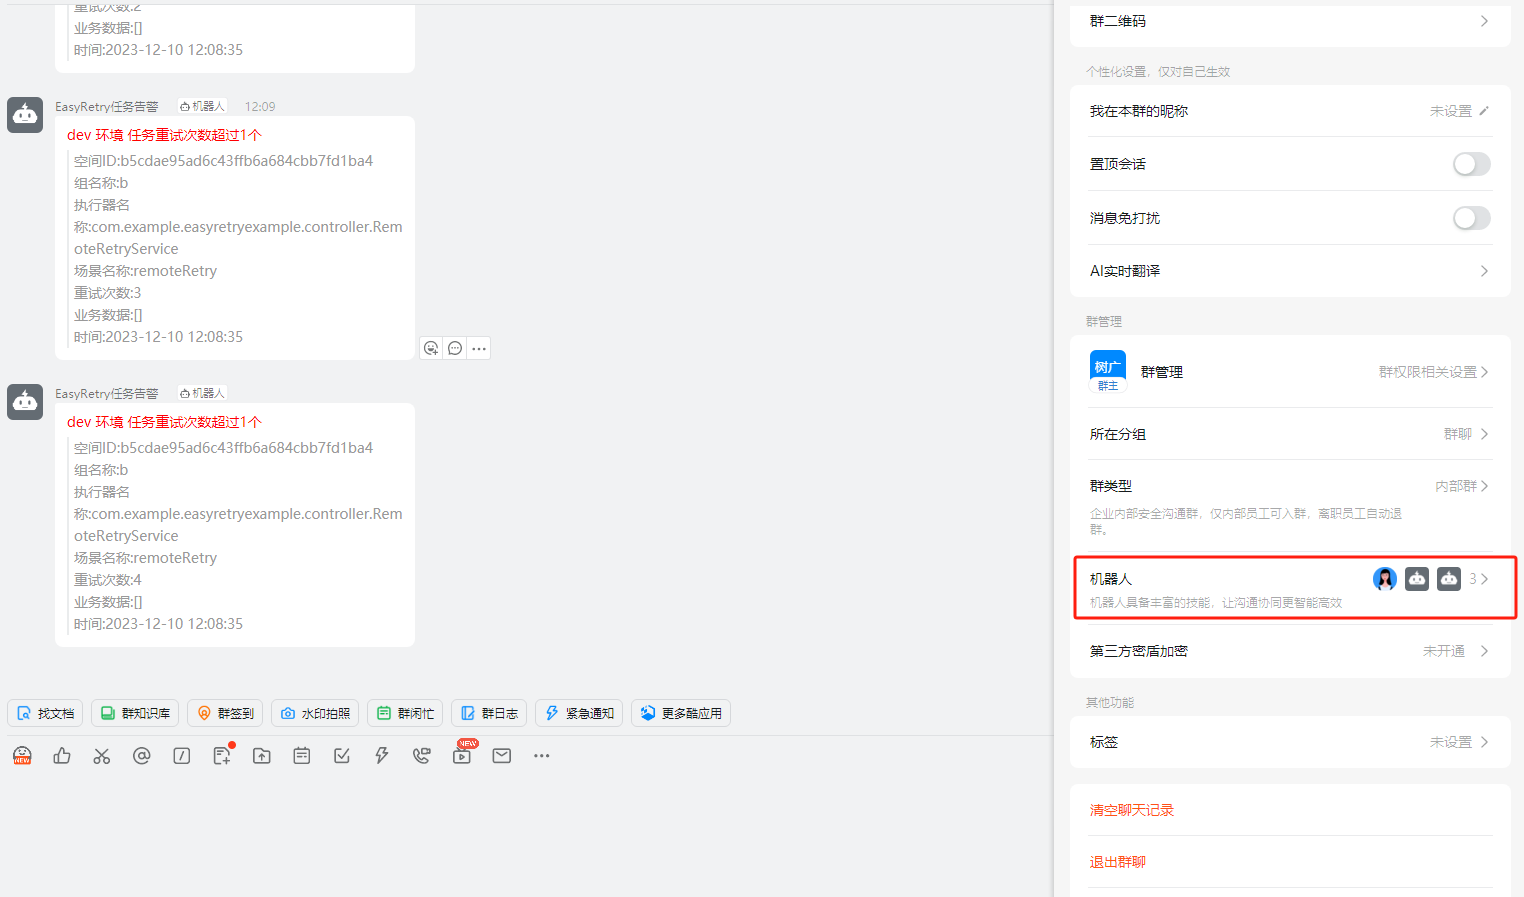 重试次数:2
业务数据:[]
时间:2023-12-10 12:08:35
EasyRetry任务告警 机器人 12:09
dev 环境 任务重试次数超过1个
空间ID:b5cdae95ad6c43ffb6a684cbb7fd1ba4
组名称:b
执行器名
称:com.example.easyretryexample.controller.Rem
oteRetryService
场景名称:remoteRetry
重试次数:3
业务数据:[]
时间:2023-12-10 12:08:35
EasyRetry任务告警 机器人
dev 环境 任务重试次数超过1个
空间ID:b5cdae95ad6c43ffb6a684cbb7fd1ba4
组名称:b
执行器名
称:com.example.easyretryexample.controller.Rem
oteRetryService
场景名称:remoteRetry
重试次数:4
业务数据:[]
时间:2023-12-10 12:08:35
找文档 群知识库 群签到 水印拍照 群闲忙 群日志 紧急通知 更多酷应用
NEW NEW
群二维码
个性化设置，仅对自己生效
我在本群的昵称 未设置
置顶会话
消息免打扰
AI实时翻译
群管理
树广
群主
群管理 群权限相关设置
所在分组 群聊
群类型 内部群
企业内部安全沟通群，仅内部员工可入群，离职员工自动退
群。
机器人 3
机器人具备丰富的技能，让沟通协同更智能高效
第三方密盾加密 未开通
其他功能
标签 未设置
清空聊天记录
退出群聊